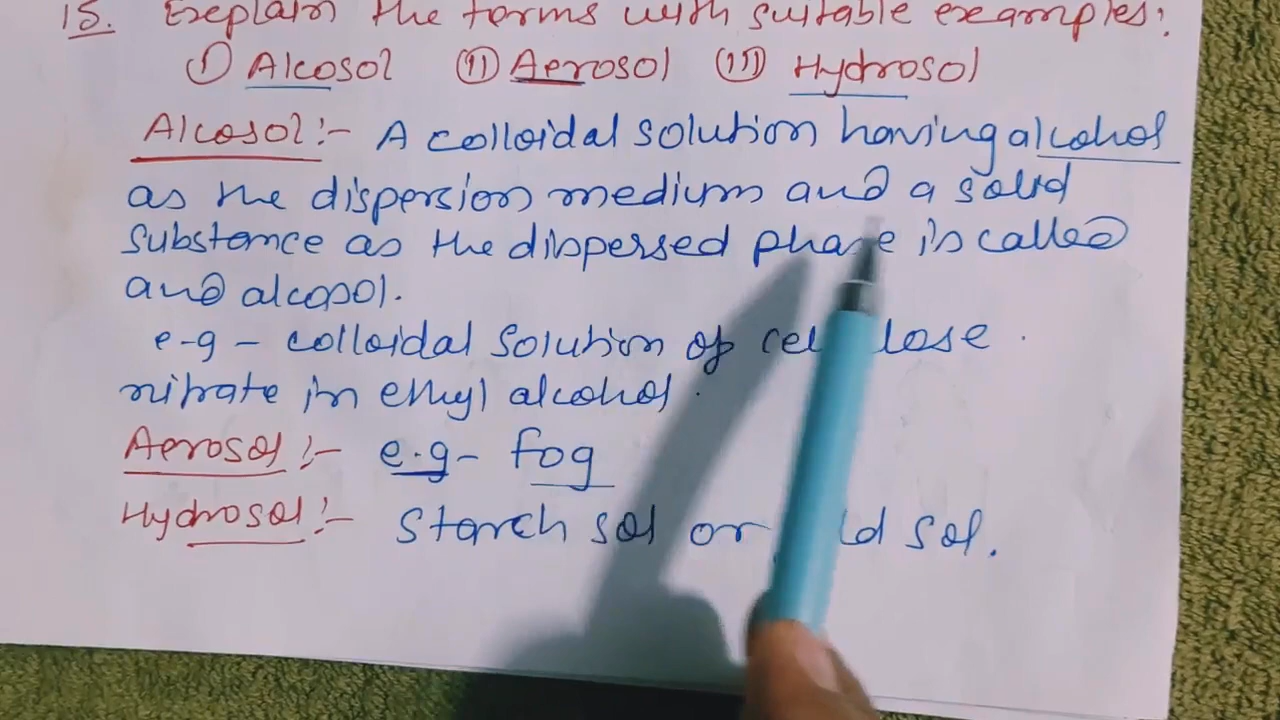 15. Explain the terms with suitable examples:
(i) Alcosol (ii) Aerosol (iii) Hydrosol
Alcosol:- A colloidal solution having alcohol
as the dispersion medium and a solid
substance as the dispersed phase is called
and alcosol.
e-g - colloidal solution of
nitrate in ethyl alcohol.
Aerosol:- e.g- fog
Hydrosol:- Starch sol or sol.